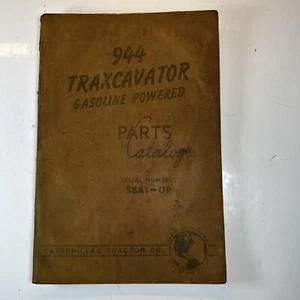 944
TRAXCAVATOR
GASOLINE POWERED
PARTS
Catalog
SERIAL NUMBERS
58A1-UP
CATERPILLAR TRACTOR CO.